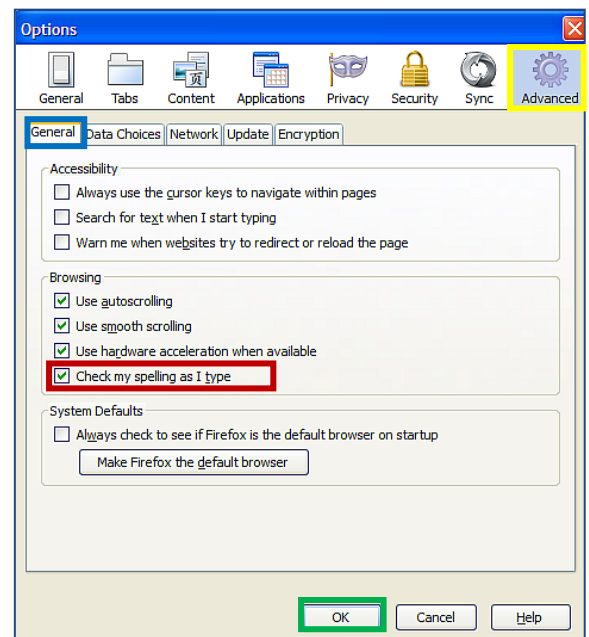 Options
General Tabs Content Applications Privacy Security Sync Advanced
General Data Choices Network Update Encryption
Accessibility
Always use the cursor keys to navigate within pages
Search for text when I start typing
Warn me when websites try to redirect or reload the page
Browsing
Use autoscrolling
Use smooth scrolling
Use hardware acceleration when available
Check my spelling as I type
System Defaults
Always check to see if Firefox is the default browser on startup
Make Firefox the default browser
OK Cancel Help